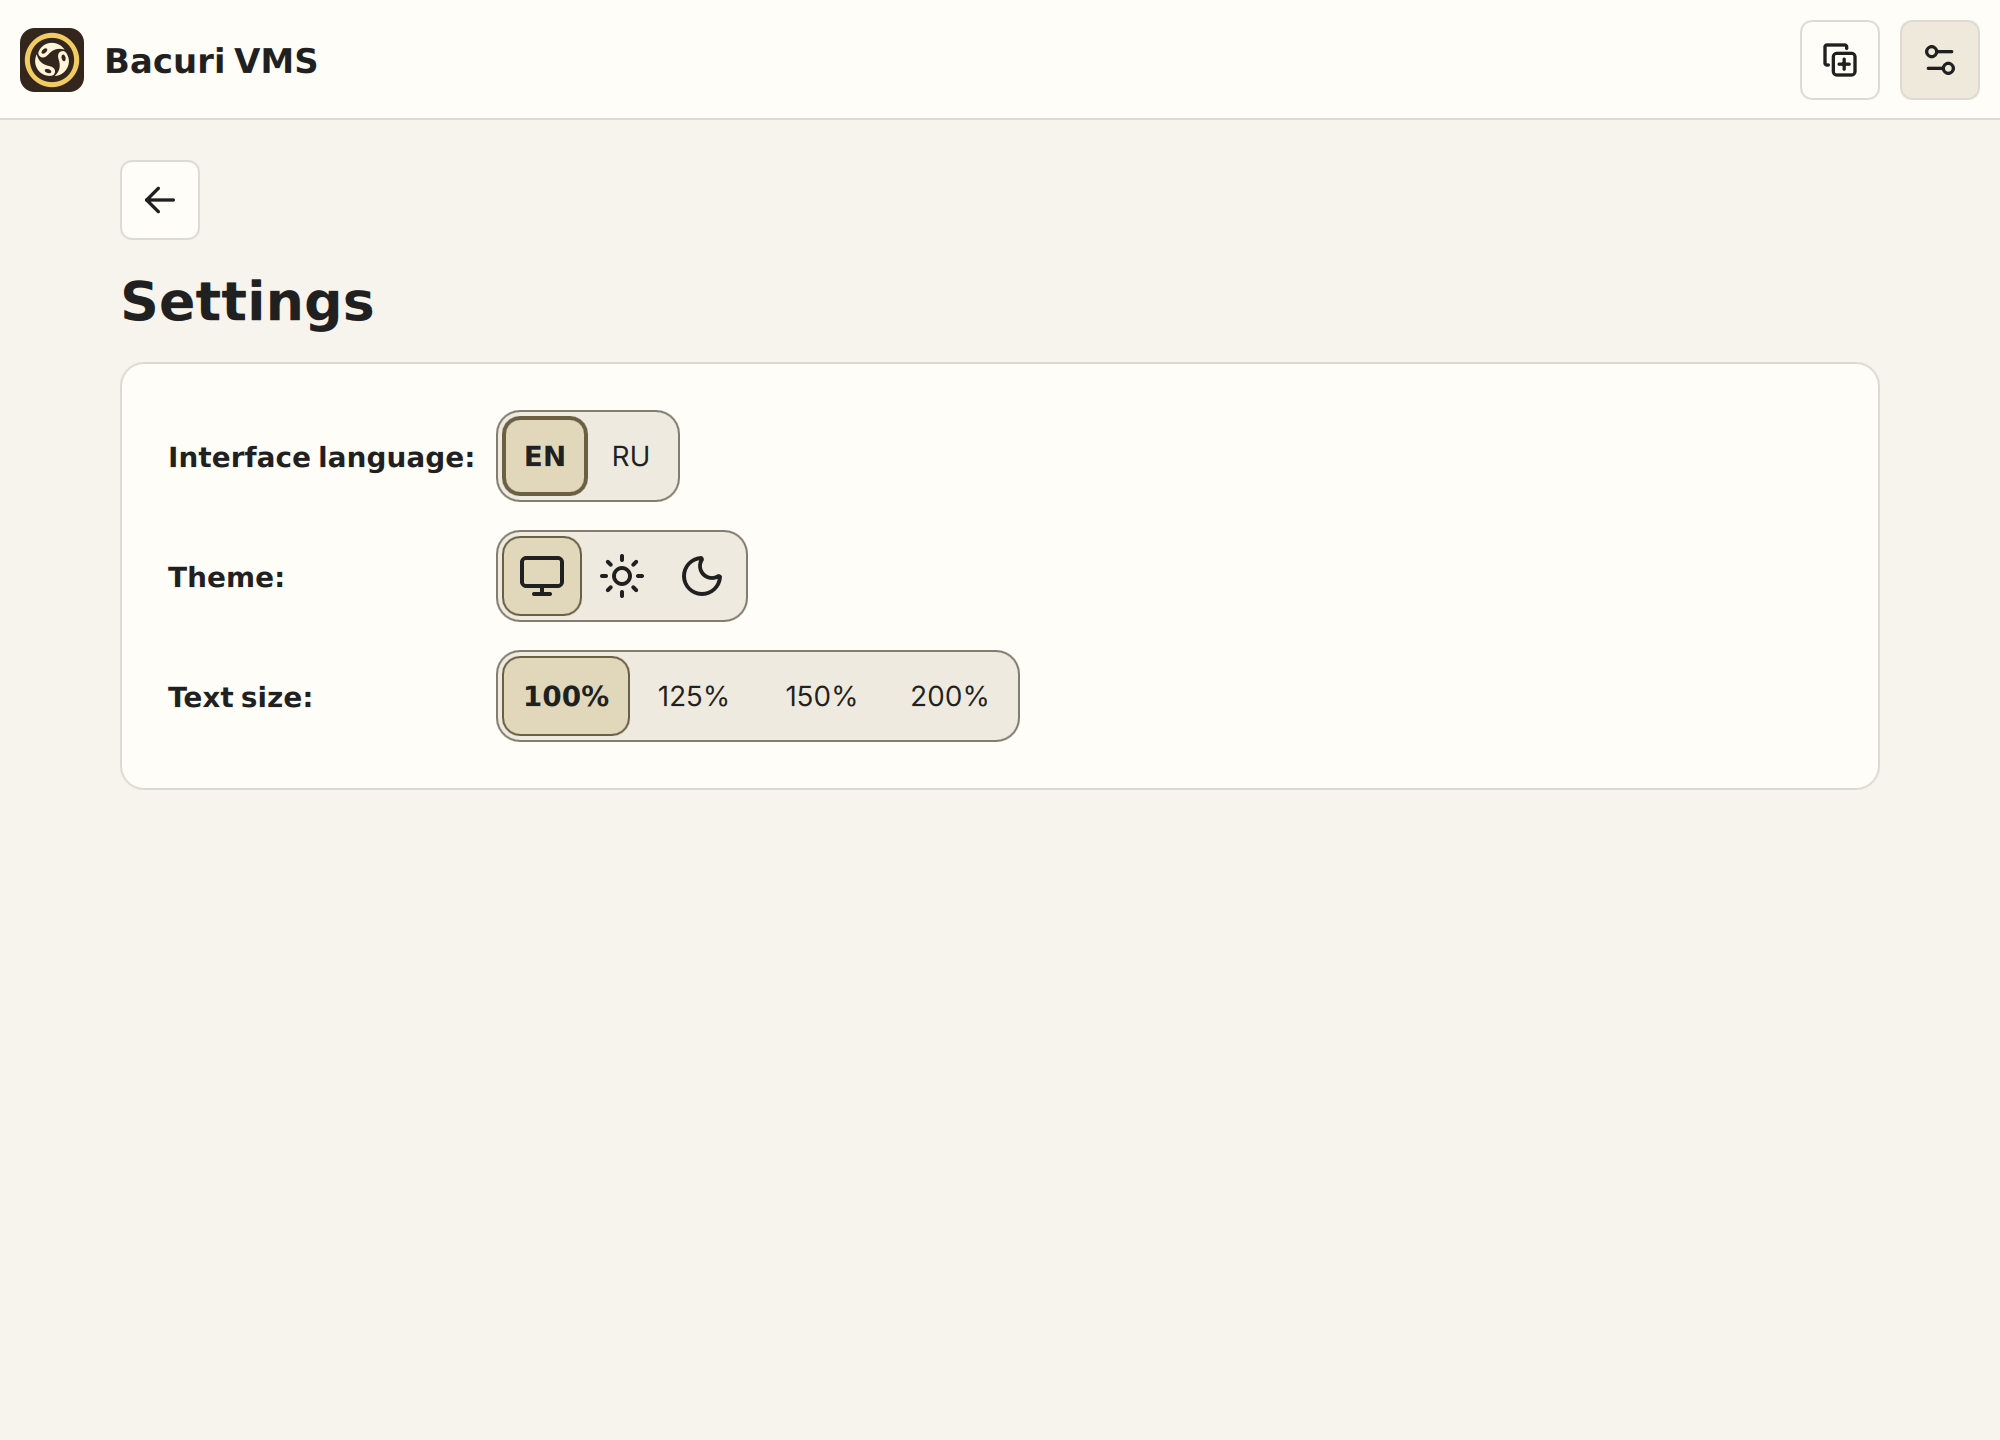 Bacuri VMS
Settings
Interface language: EN RU
Theme:
Text size: 100% 125% 150% 200%